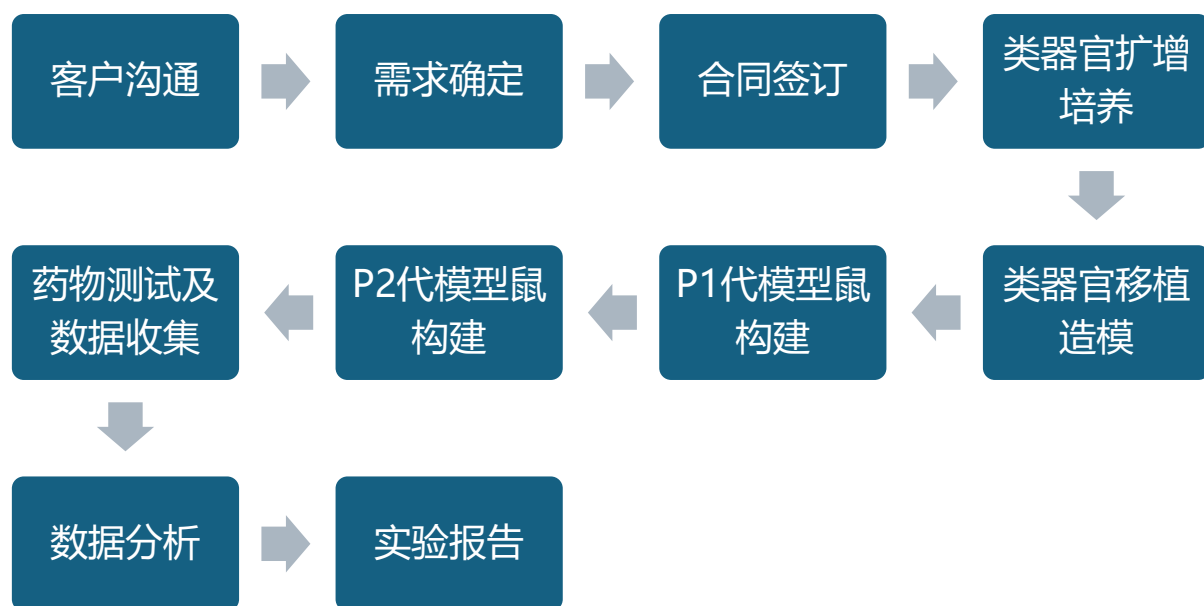 客户沟通
需求确定
合同签订
类器官扩增
培养
类器官移植
造模
P1代模型鼠
构建
P2代模型鼠
构建
药物测试及
数据收集
数据分析
实验报告